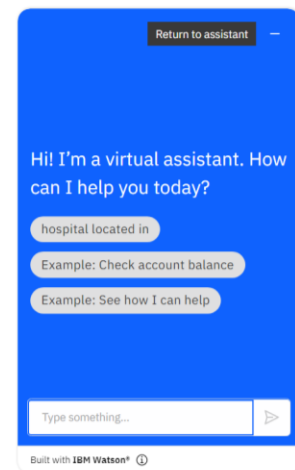 Return to assistant
Hi! I'm a virtual assistant. How
can I help you today?
hospital located in
Example: Check account balance
Example: See how I can help
Type something...
Built with IBM Watson®